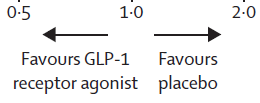 0·5 1·0 2·0
Favours GLP-1 Favours
receptor agonist placebo